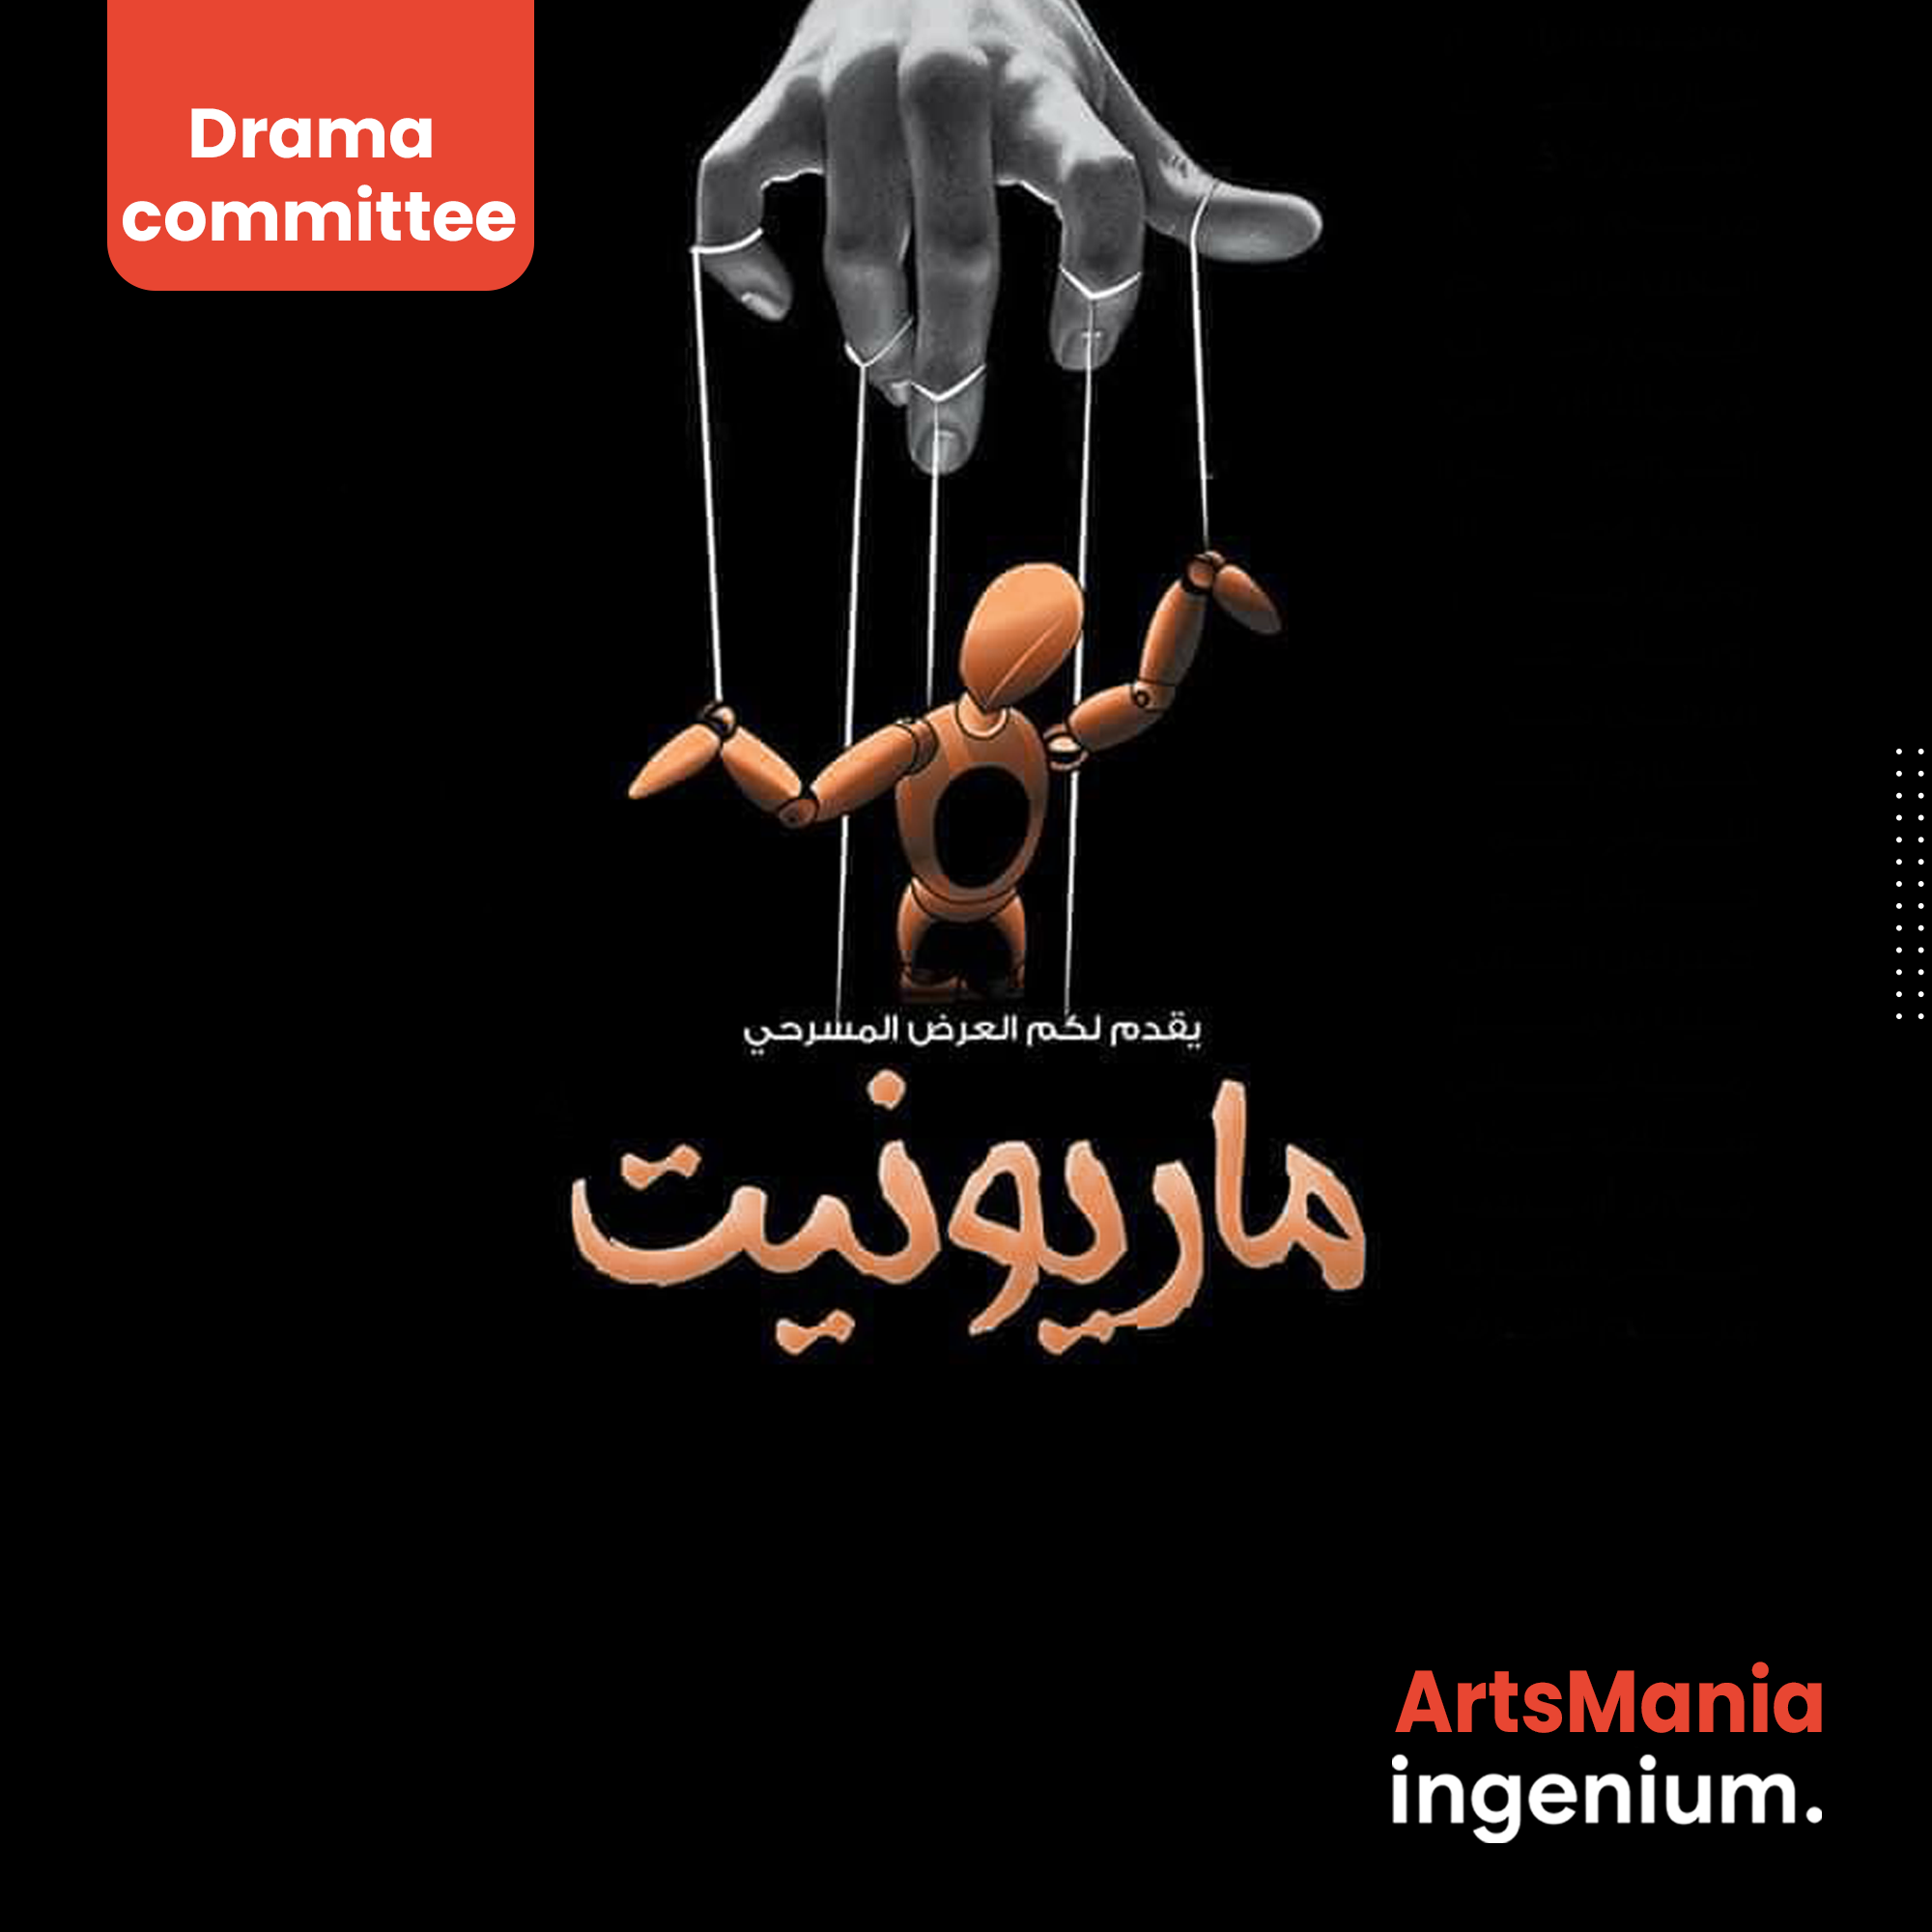 Drama
committee
يقدم لكم العرض المسرحي
ماريونيت
ArtsMania
ingenium.